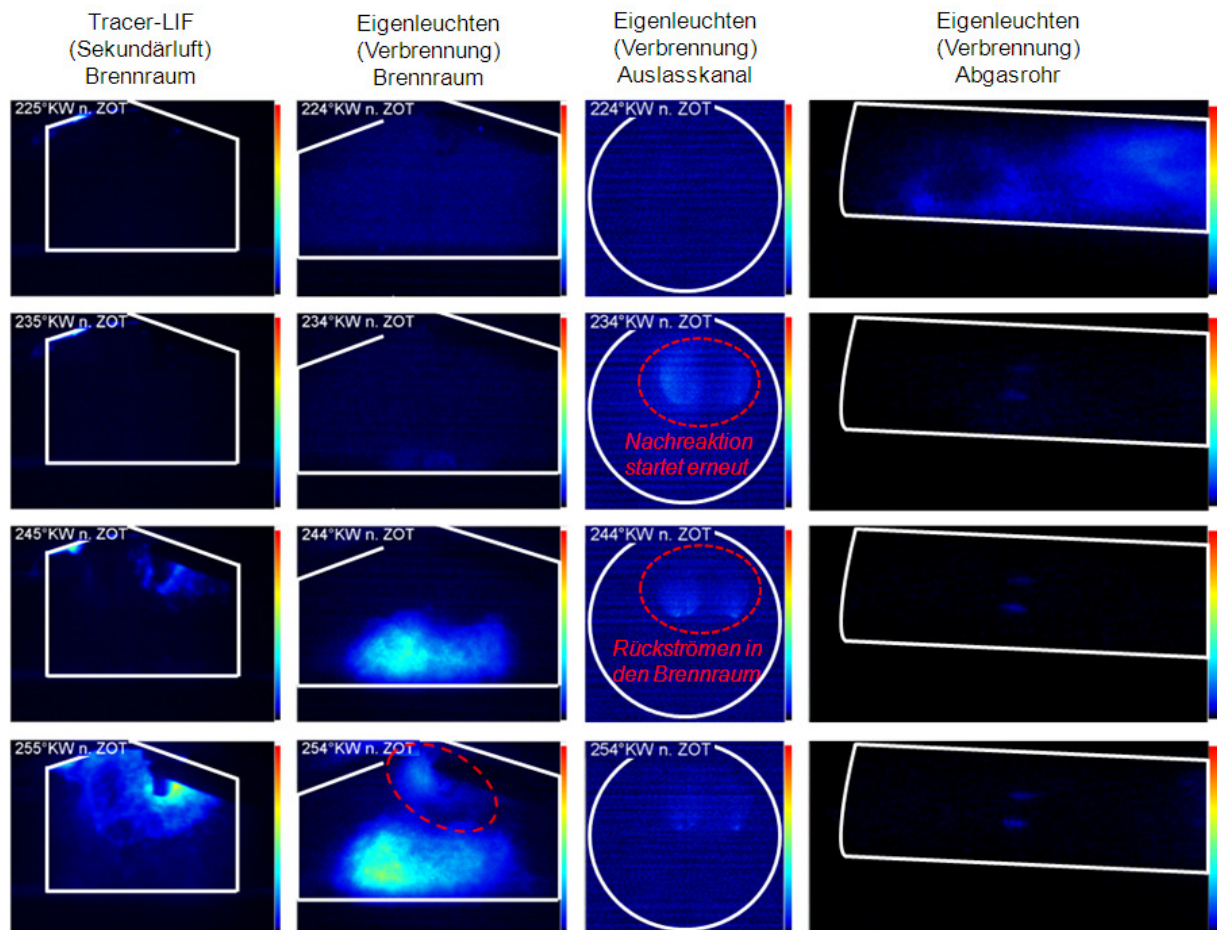 Tracer-LIF
(Sekundärluft)
Brennraum
Eigenleuchten
(Verbrennung)
Brennraum
Eigenleuchten
(Verbrennung)
Auslasskanal
Eigenleuchten
(Verbrennung)
Abgasrohr
225°KW n. ZOT
224°KW n. ZOT
224°KW n. ZOT
235°KW n. ZOT
234°KW n. ZOT
234°KW n. ZOT
Nachreaktion
startet erneut
245°KW n. ZOT
244°KW n. ZOT
244°KW n. ZOT
Rückströmen in
den Brennraum
255°KW n. ZOT
254°KW n. ZOT
254°KW n. ZOT